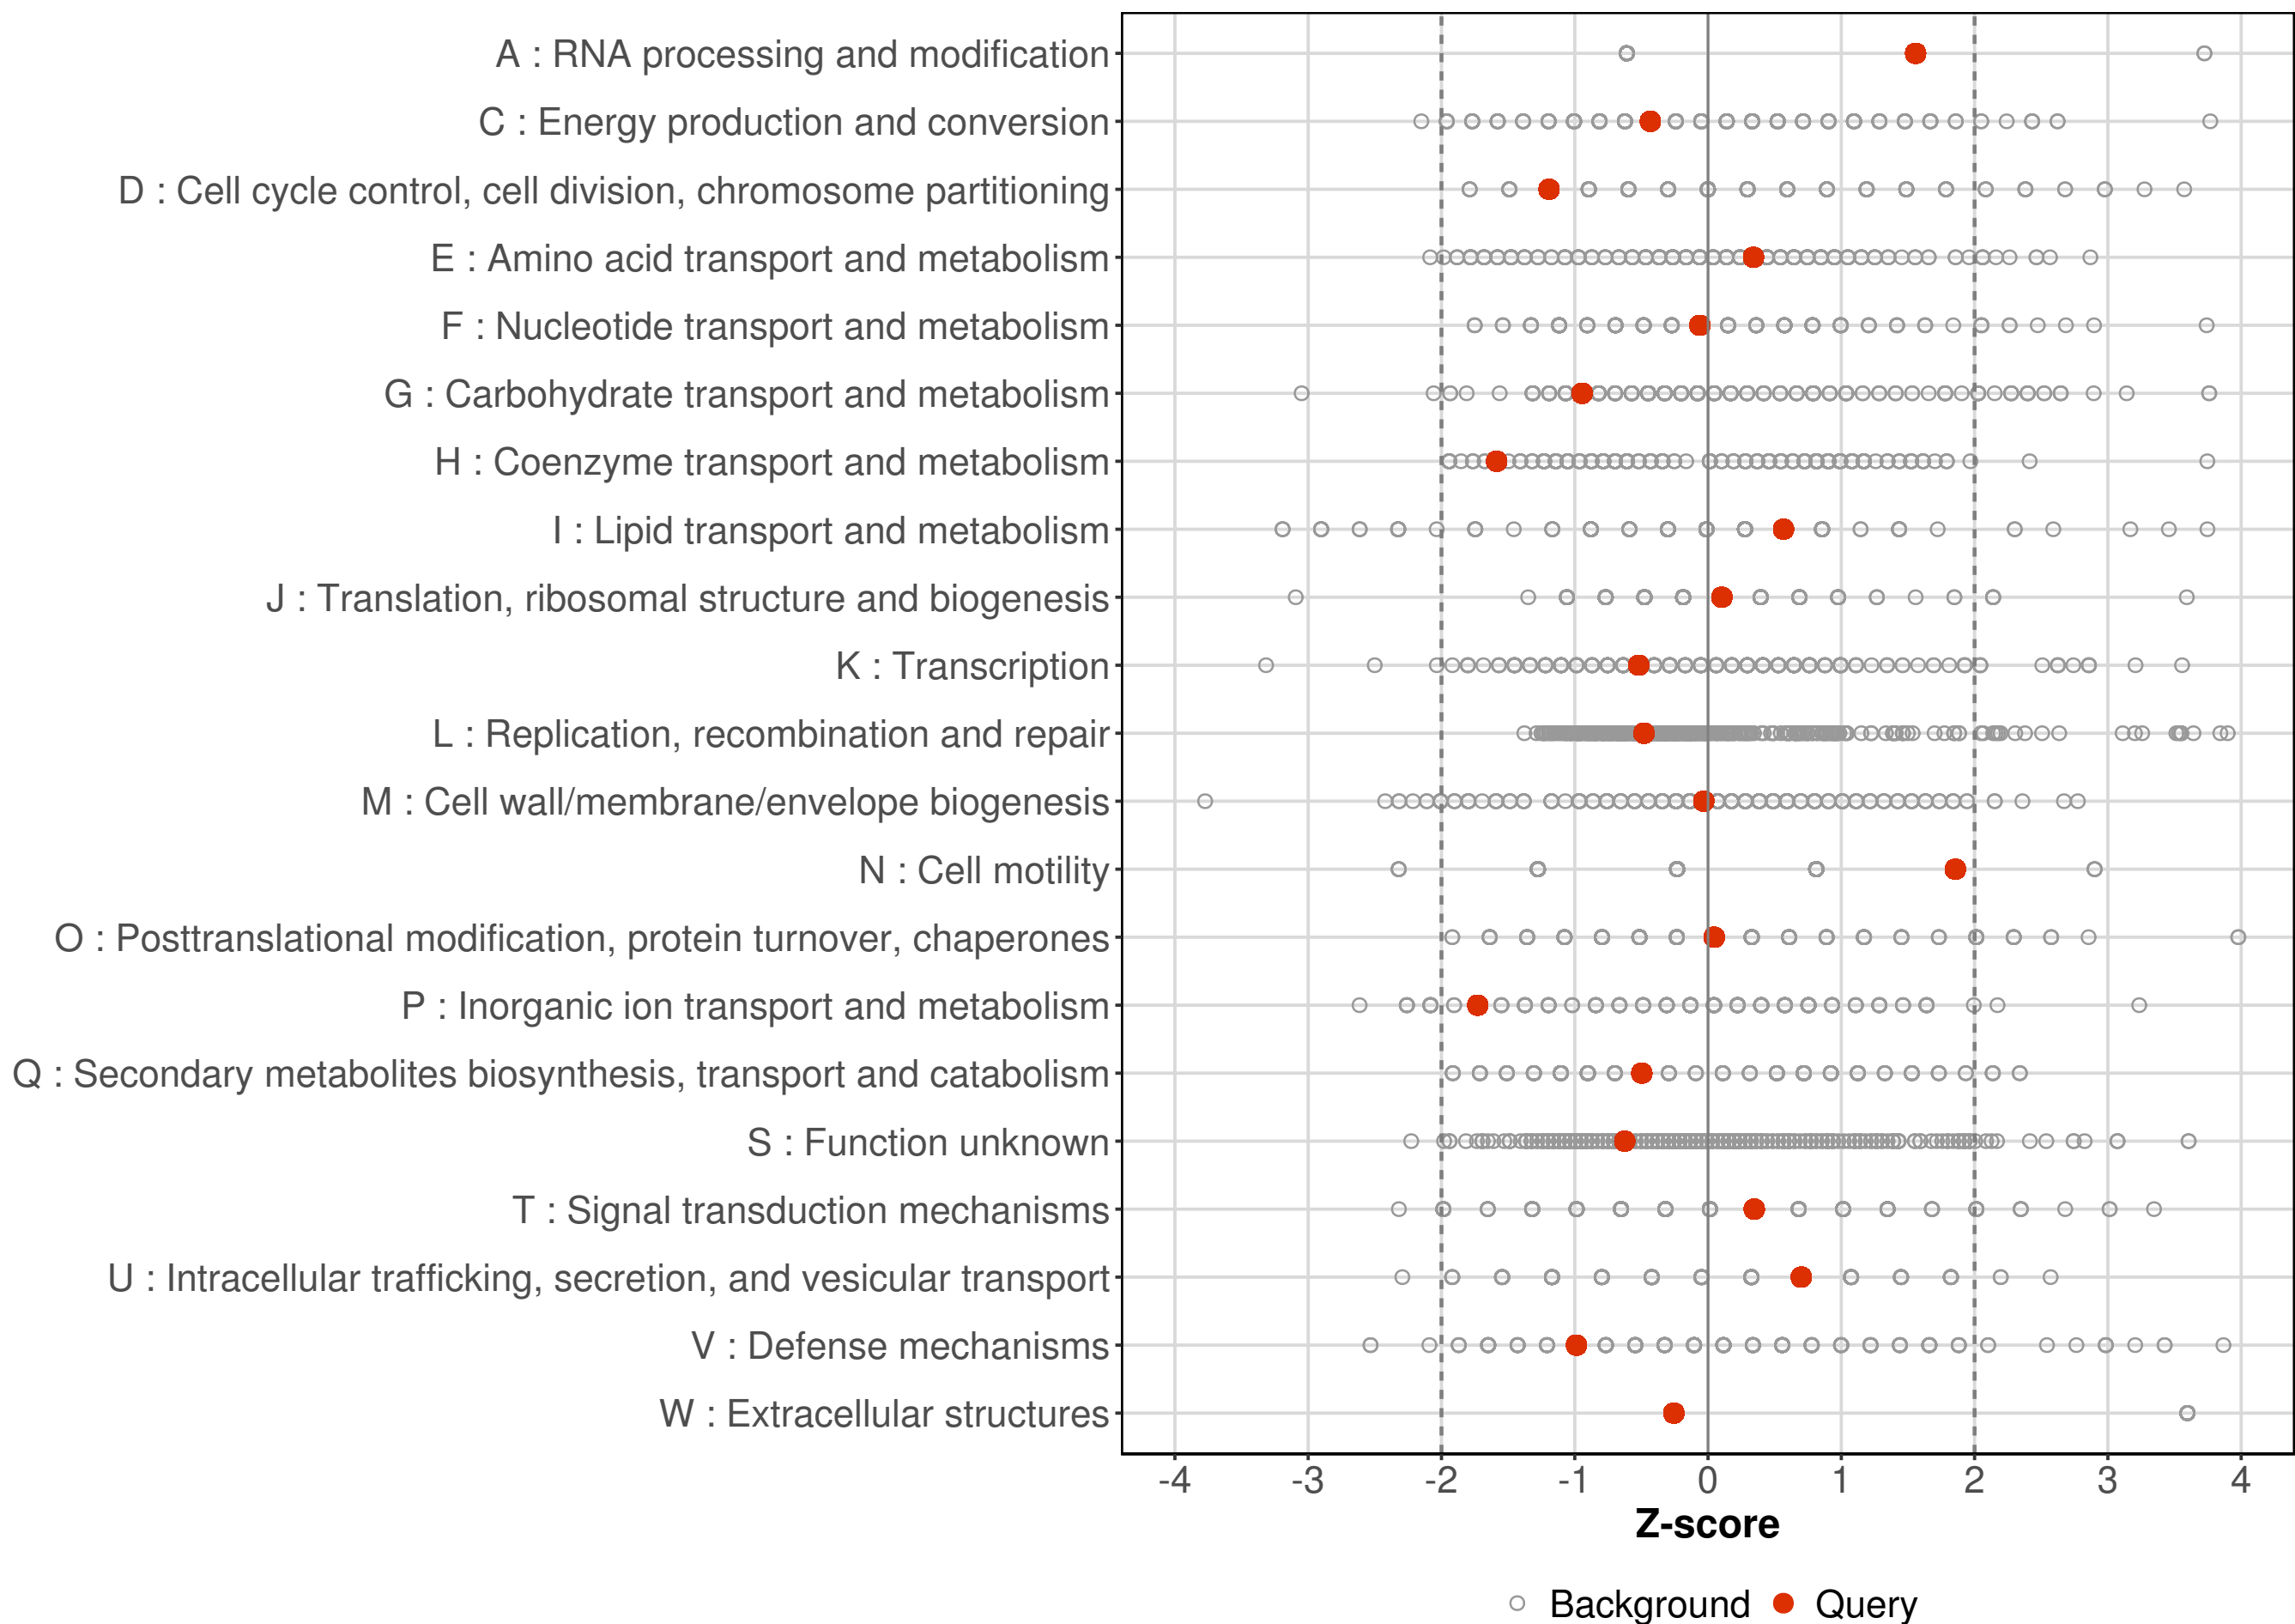 A : RNA processing and modification
C : Energy production and conversion
D : Cell cycle control, cell division, chromosome partitioning
E : Amino acid transport and metabolism
F : Nucleotide transport and metabolism
G : Carbohydrate transport and metabolism
H : Coenzyme transport and metabolism
I : Lipid transport and metabolism
J : Translation, ribosomal structure and biogenesis
K : Transcription
L : Replication, recombination and repair
M : Cell wall/membrane/envelope biogenesis
N : Cell motility
O : Posttranslational modification, protein turnover, chaperones
P : Inorganic ion transport and metabolism
Q : Secondary metabolites biosynthesis, transport and catabolism
S : Function unknown
T : Signal transduction mechanisms
U : Intracellular trafficking, secretion, and vesicular transport
V : Defense mechanisms
W : Extracellular structures
-4 -3 -2 -1 0 1 2 3 4
Z-score
Background Query